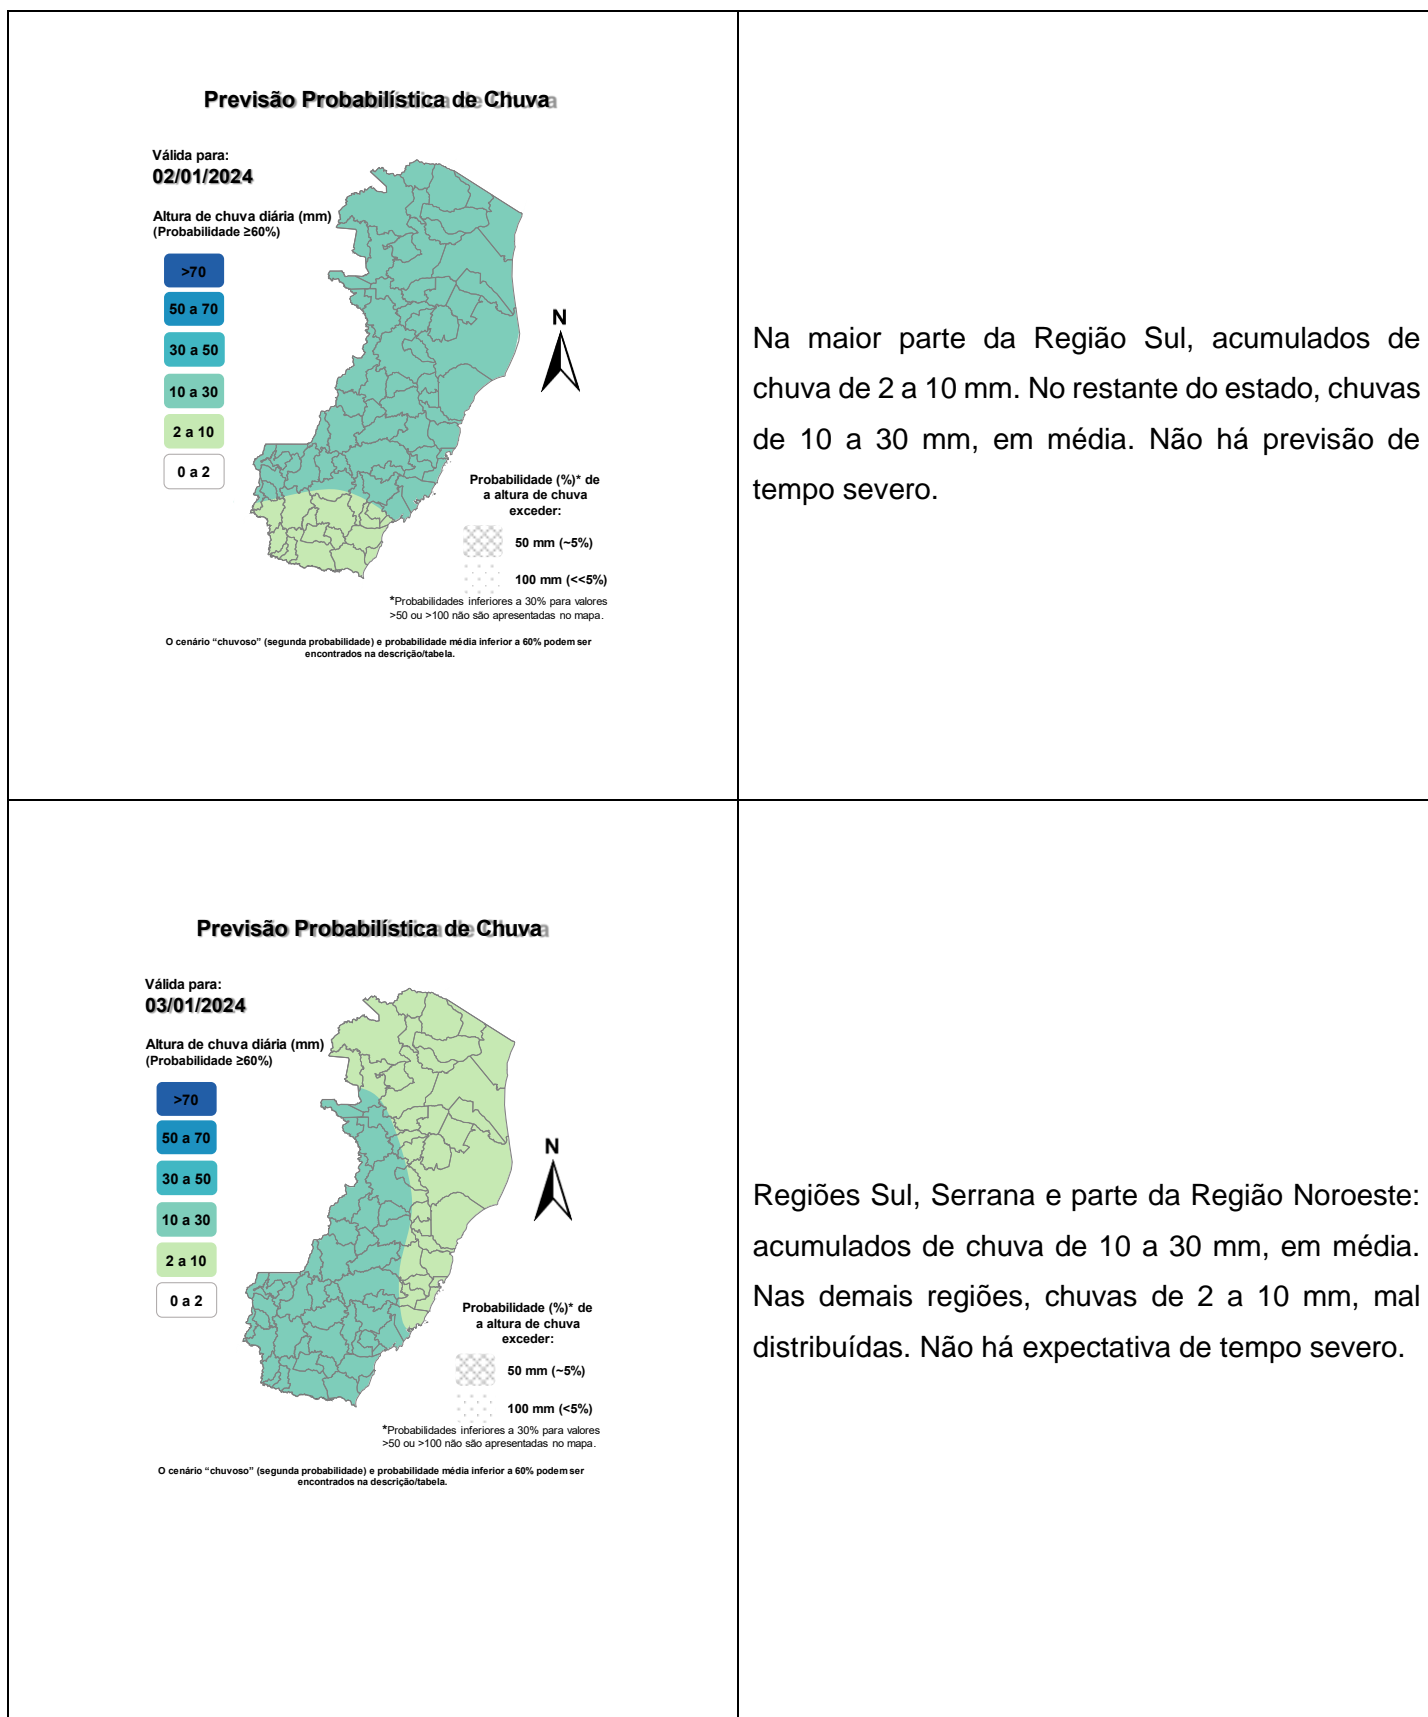 Previsão Probabilística de Chuva
Válida para:
02/01/2024
Altura de chuva diária (mm)
(Probabilidade ≥60%)
>70
50 a 70
30 a 50
10 a 30
2 a 10
0 a 2
N
Probabilidade (%)* de
a altura de chuva
exceder:
50 mm (~5%)
100 mm (<<5%)
*Probabilidades inferiores a 30% para valores
>50 ou >100 não são apresentadas no mapa.
O cenário “chuvoso” (segunda probabilidade) e probabilidade média inferior a 60% podem ser
encontrados na descrição/tabela.
Na maior parte da Região Sul, acumulados de
chuva de 2 a 10 mm. No restante do estado, chuvas
de 10 a 30 mm, em média. Não há previsão de
tempo severo.
Previsão Probabilística de Chuva
Válida para:
03/01/2024
Altura de chuva diária (mm)
(Probabilidade ≥60%)
>70
50 a 70
30 a 50
10 a 30
2 a 10
0 a 2
N
Probabilidade (%)* de
a altura de chuva
exceder:
50 mm (~5%)
100 mm (<5%)
*Probabilidades inferiores a 30% para valores
>50 ou >100 não são apresentadas no mapa.
O cenário “chuvoso” (segunda probabilidade) e probabilidade média inferior a 60% podem ser
encontrados na descrição/tabela.
Regiões Sul, Serrana e parte da Região Noroeste:
acumulados de chuva de 10 a 30 mm, em média.
Nas demais regiões, chuvas de 2 a 10 mm, mal
distribuídas. Não há expectativa de tempo severo.